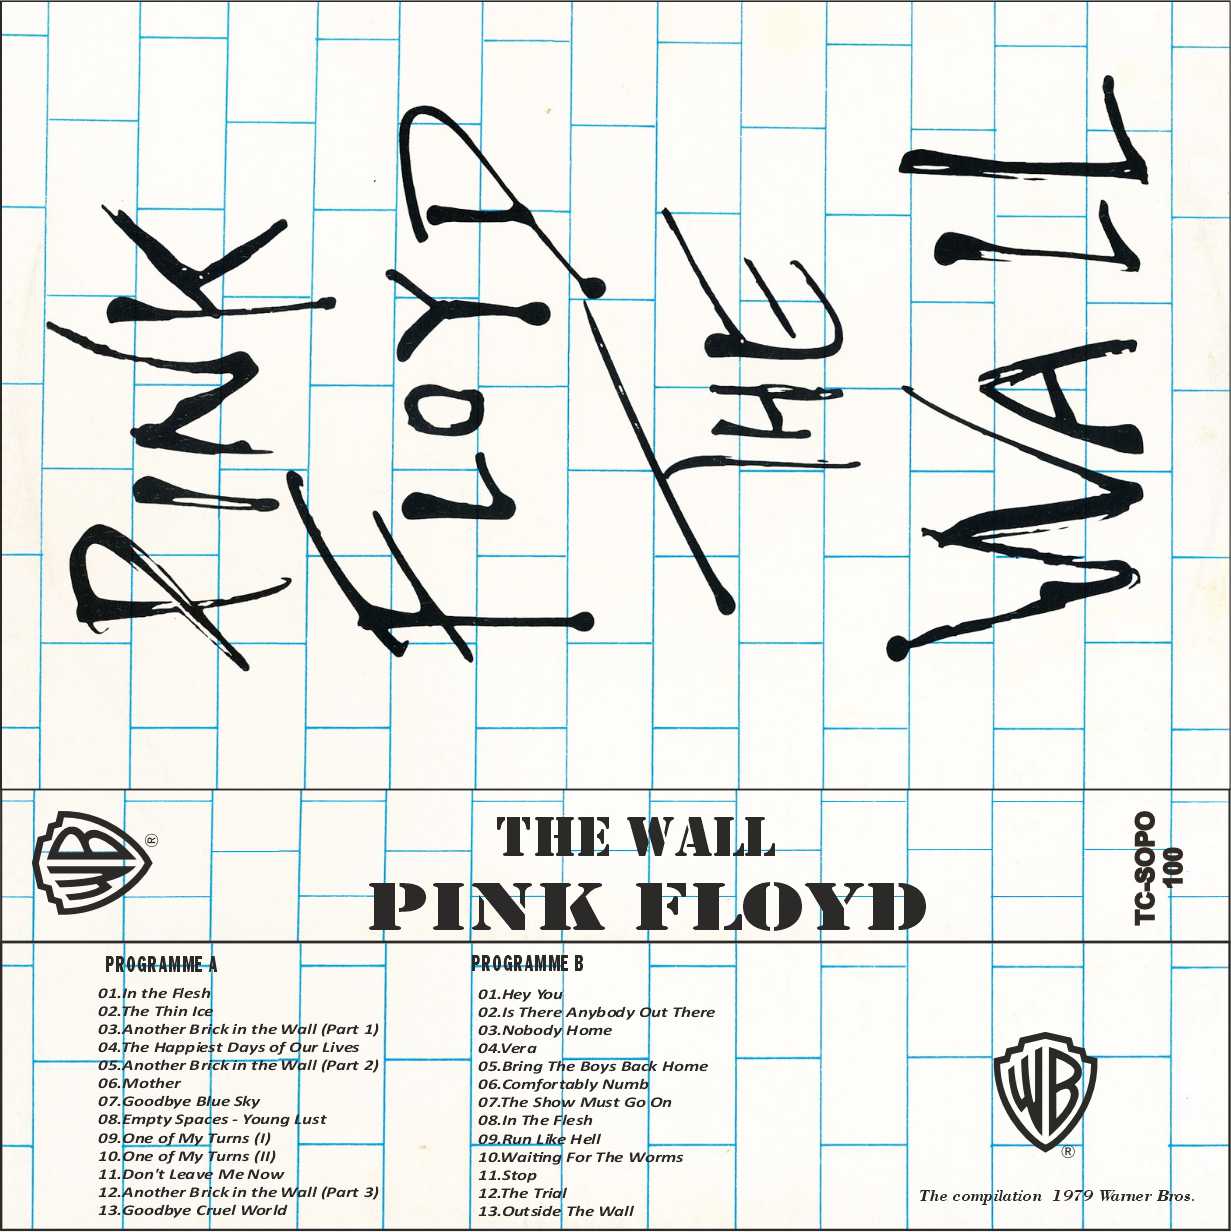 PINK
FLOYD
THE
WALL
WB ®
THE WALL
PINK FLOYD
TC-SOPO
100
PROGRAMME A
01.In the Flesh
02.The Thin Ice
03.Another Brick in the Wall (Part 1)
04.The Happiest Days of Our Lives
05.Another Brick in the Wall (Part 2)
06.Mother
07.Goodbye Blue Sky
08.Empty Spaces - Young Lust
09.One of My Turns (I)
10.One of My Turns (II)
11.Don't Leave Me Now
12.Another Brick in the Wall (Part 3)
13.Goodbye Cruel World
PROGRAMME B
01.Hey You
02.Is There Anybody Out There
03.Nobody Home
04.Vera
05.Bring The Boys Back Home
06.Comfortably Numb
07.The Show Must Go On
08.In The Flesh
09.Run Like Hell
10.Waiting For The Worms
11.Stop
12.The Trial
13.Outside The Wall
WB ®
The compilation 1979 Warner Bros.